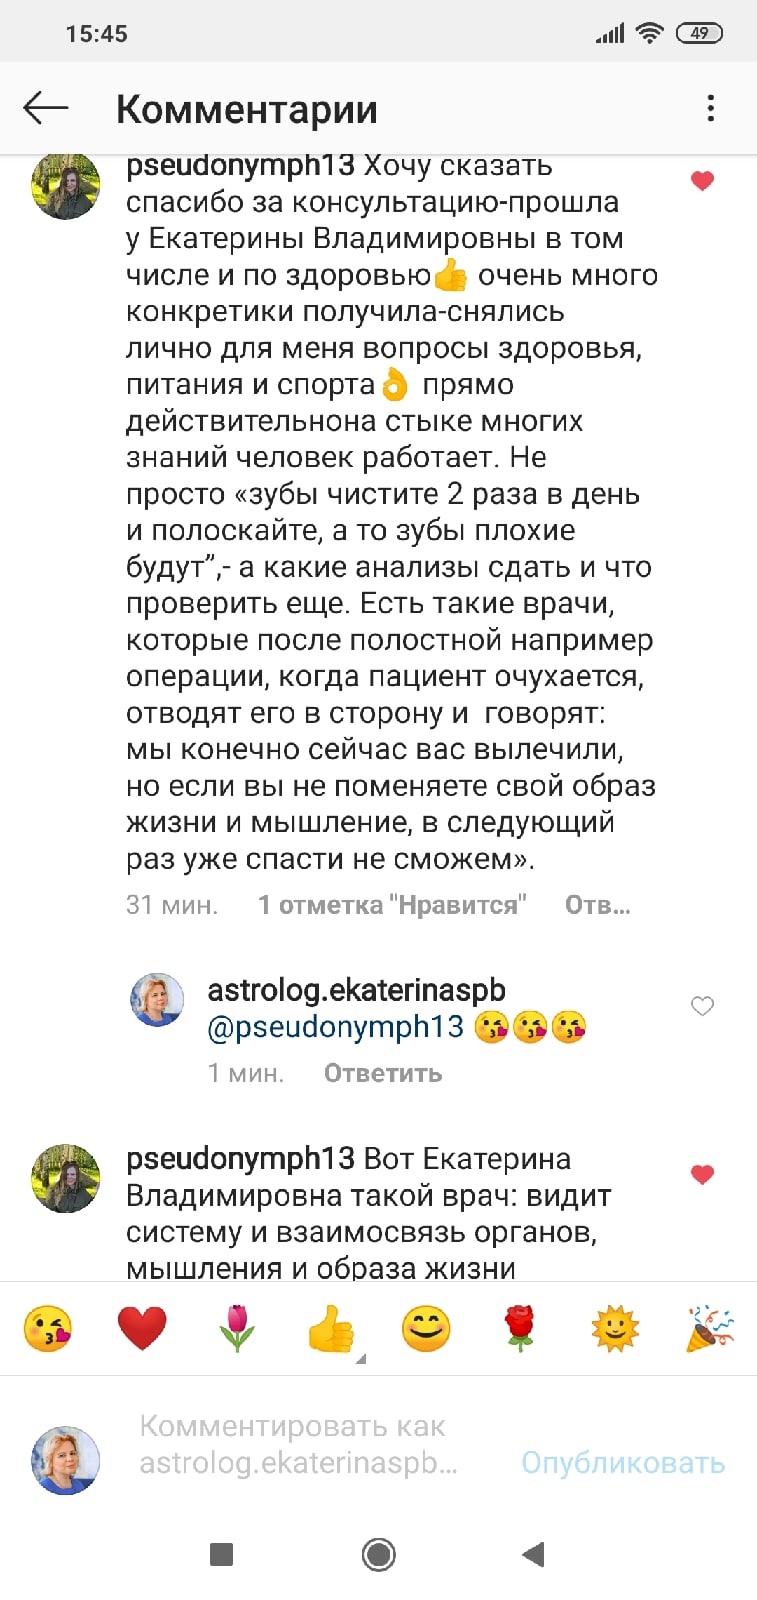 15:45
49
Комментарии
pseudonymph13 Хочу сказать
спасибо за консультацию-прошла
у Екатерины Владимировны в том
числе и по здоровью👍 очень много
конкретики получила-снялись
лично для меня вопросы здоровья,
питания и спорта👌 прямо
действительнона стыке многих
знаний человек работает. Не
просто «зубы чистите 2 раза в день
и полоскайте, а то зубы плохие
будут”,- а какие анализы сдать и что
проверить еще. Есть такие врачи,
которые после полостной например
операции, когда пациент очухается,
отводят его в сторону и  говорят:
мы конечно сейчас вас вылечили,
но если вы не поменяете свой образ
жизни и мышление, в следующий
раз уже спасти не сможем».
31 мин. 1 отметка "Нравится" Отв...
astrolog.ekaterinaspb
@pseudonymph13 😘😘😘
1 мин. Ответить
pseudonymph13 Вот Екатерина
Владимировна такой врач: видит
систему и взаимосвязь органов,
мышления и образа жизни
Комментировать как
astrolog.ekaterinaspb... Опубликовать